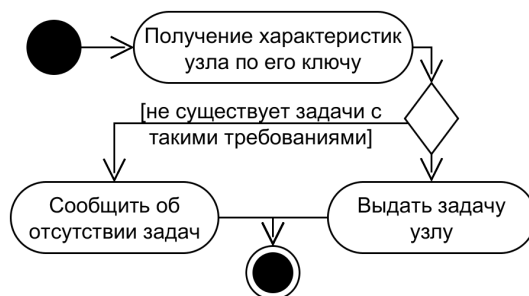 Получение характеристик
узла по его ключу
[не существует задачи с
такими требованиями]
Сообщить об
отсутствии задач
Выдать задачу
узлу